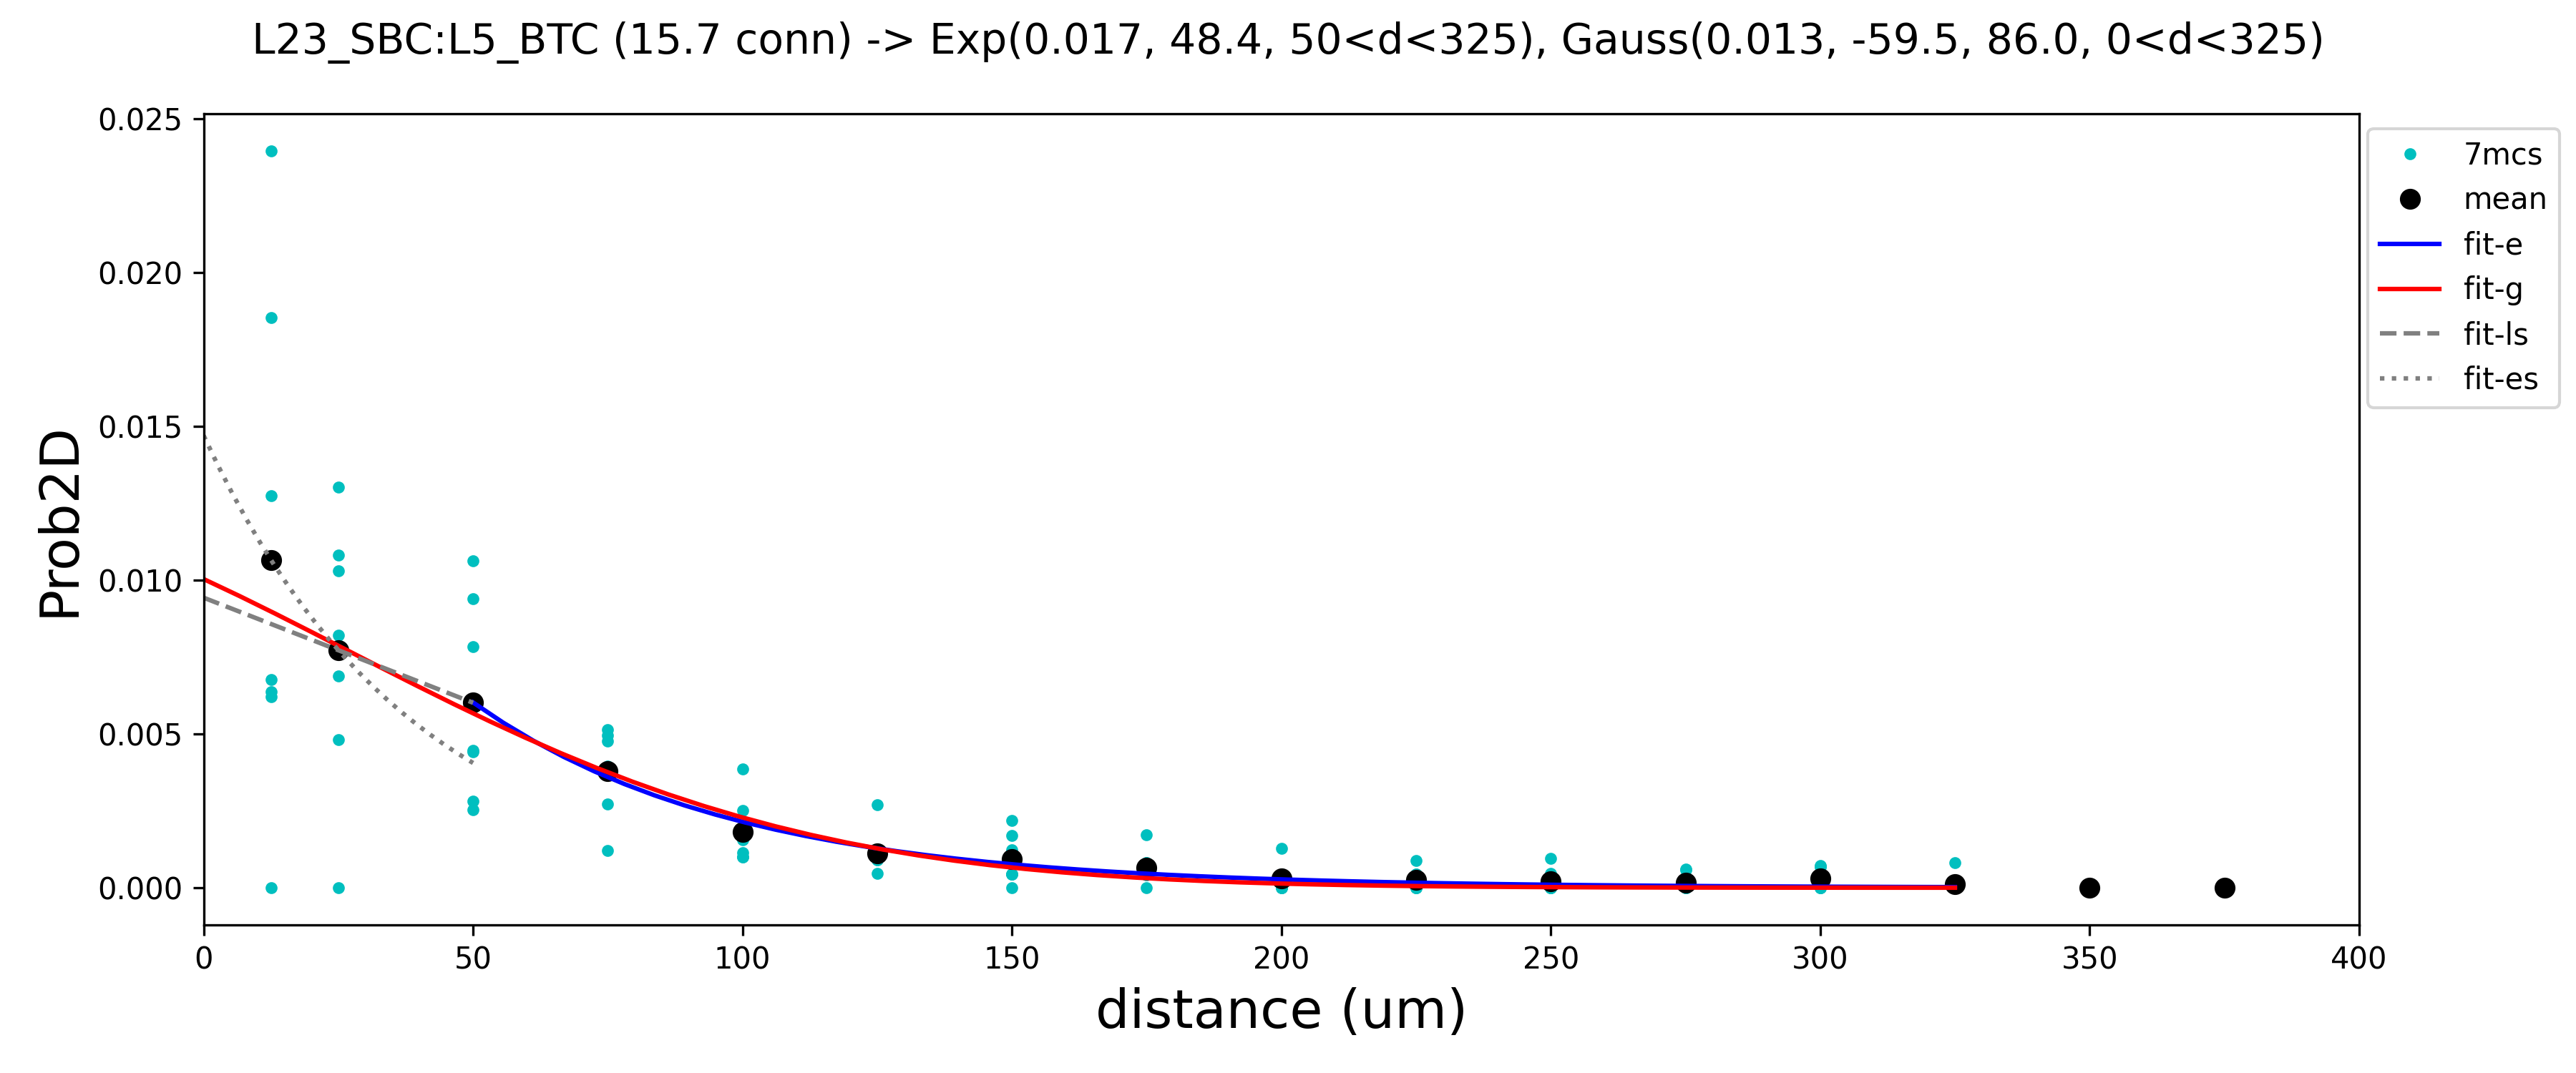 L23_SBC:L5_BTC (15.7 conn) -> Exp(0.017, 48.4, 50<d<325), Gauss(0.013, -59.5, 86.0, 0<d<325)
0.025
0.020
0.015
0.010
0.005
0.000
Prob2D
0 50 100 150 200 250 300 350 400
distance (um)
7mcs
mean
fit-e
fit-g
fit-ls
fit-es